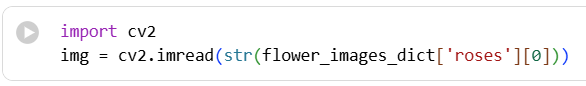 import cv2
img = cv2.imread(str(flower_images_dict['roses'][0]))